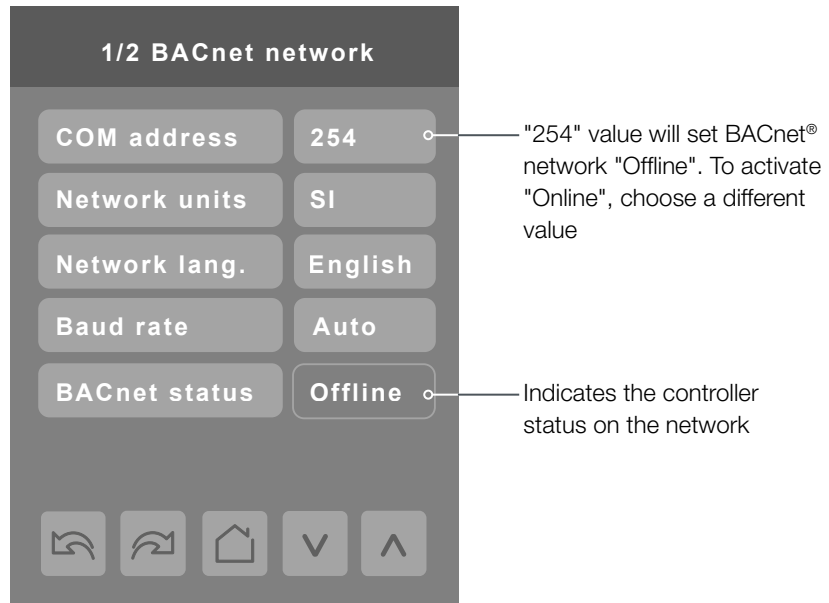 1/2 BACnet network
COM address 254
"254" value will set BACnet®
network "Offline". To activate
"Online", choose a different
value
Network units SI
Network lang. English
Baud rate Auto
BACnet status Offline
Indicates the controller
status on the network